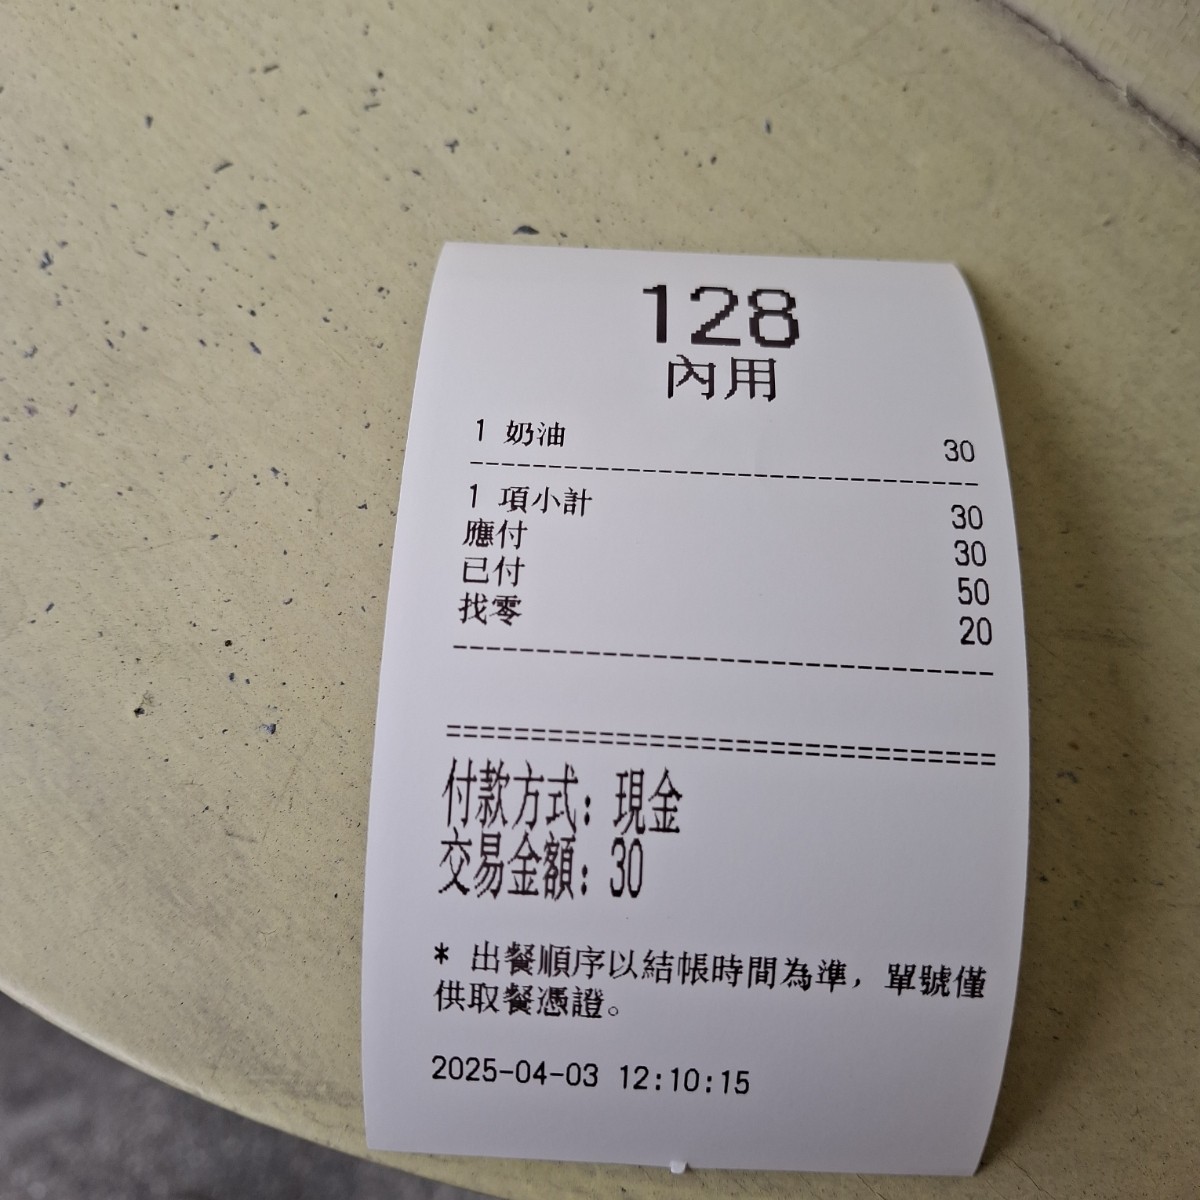 128
內用
1 奶油 30
--------------------------------
1 項小計 30
應付 30
已付 50
找零 20
--------------------------------
================================
付款方式: 現金
交易金額: 30
* 出餐順序以結帳時間為準，單號僅
供取餐憑證。
2025-04-03 12:10:15